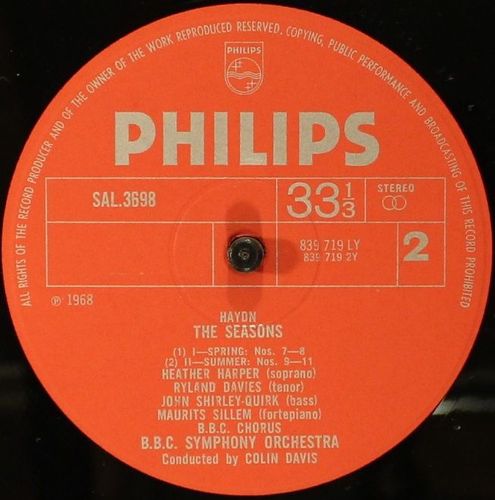 ALL RIGHTS OF THE RECORD PRODUCER AND OF THE OWNER OF THE WORK REPRODUCED RESERVED. COPYING, PUBLIC PERFORMANCE AND BROADCASTING OF THIS RECORD PROHIBITED
PHILIPS
PHILIPS
SAL.3698
33 1/3
STEREO
839 719 LY
839 719 2Y
2
Ⓟ 1968
HAYDN
THE SEASONS
(1) I—SPRING: Nos. 7—8
(2) II—SUMMER: Nos. 9—11
HEATHER HARPER (soprano)
RYLAND DAVIES (tenor)
JOHN SHIRLEY-QUIRK (bass)
MAURITS SILLEM (fortepiano)
B.B.C. CHORUS
B.B.C. SYMPHONY ORCHESTRA
Conducted by COLIN DAVIS